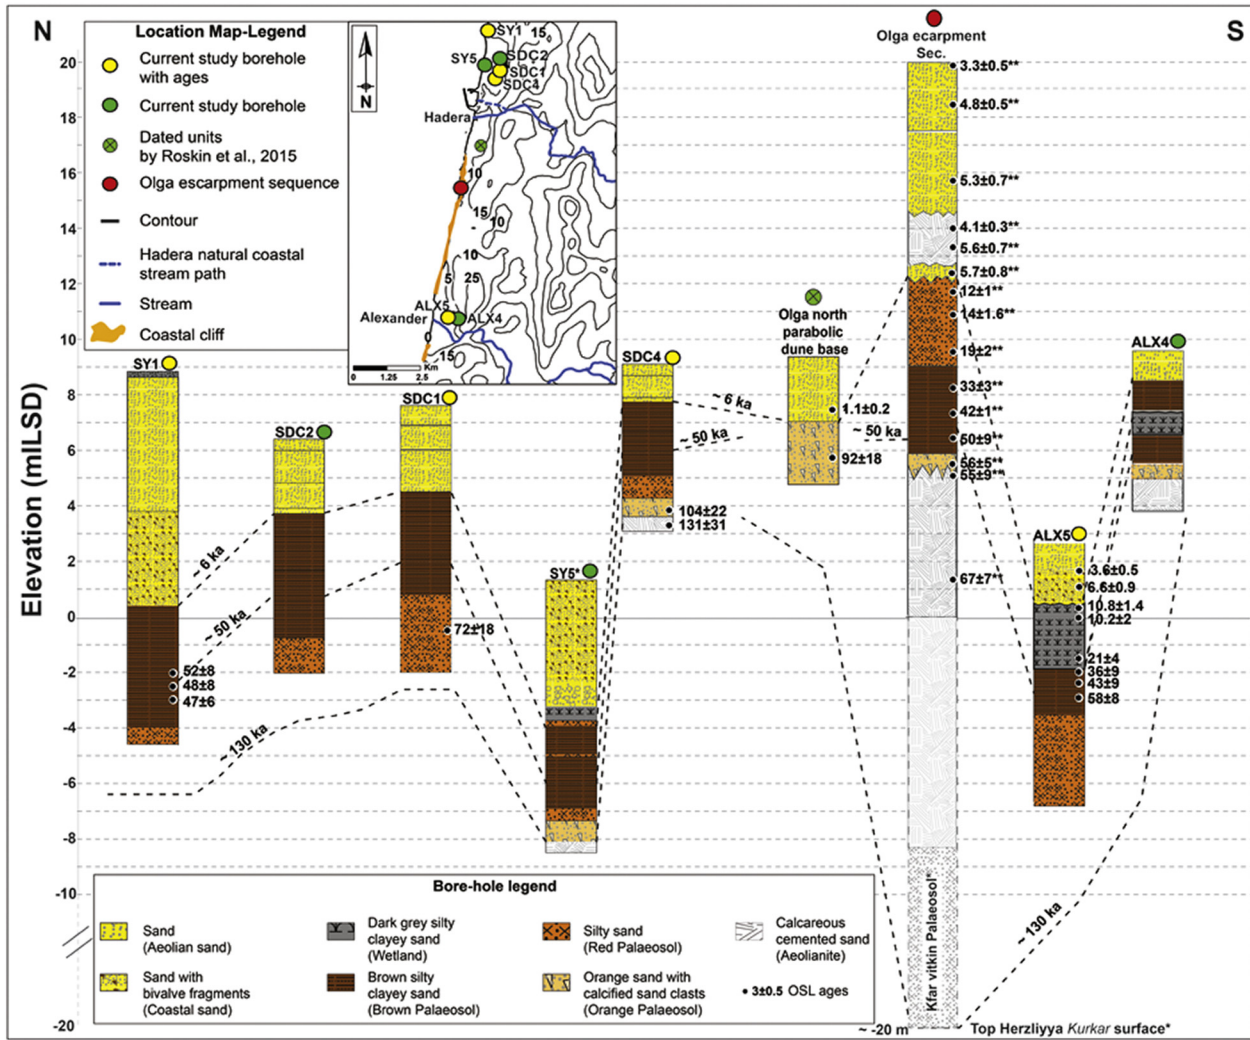 N
S
Location Map-Legend
Current study borehole
with ages
Current study borehole
Dated units
by Roskin et al., 2015
Olga escarpment sequence
Contour
Hadera natural coastal
stream path
Stream
Coastal cliff
N
SY1
15
SY5
SDC2
SDC1
SDC4
Hadera
10
15
10
10
5
25
ALX5
Alexander
ALX4
0
15
Km
0
1.25
2.5
Elevation (mILSD)
20
18
16
14
12
10
8
6
4
2
0
-2
-4
-6
-8
-10
-20
SY1
52±8
48±8
47±6
SDC2
SDC1
72±18
SY5*
SDC4
104±22
131±31
Olga north
parabolic
dune base
1.1±0.2
92±18
Olga ecarpment
Sec.
3.3±0.5**
4.8±0.5**
5.3±0.7**
4.1±0.3**
5.6±0.7**
5.7±0.8**
12±1**
14±1.6**
19±2**
33±3**
42±1**
50±9**
56±5**
55±9**
67±7**
Kfar vitkin Palaeosol*
ALX5
3.6±0.5
6.6±0.9
10.8±1.4
10.2±2
21±4
36±9
43±9
58±8
ALX4
~ 6 ka
~ 50 ka
~ 130 ka
~ 6 ka
~ 50 ka
~ 50 ka
~ 130 ka
~ -20 m
Top Herzliyya Kurkar surface*
Bore-hole legend
Sand
(Aeolian sand)
Sand with
bivalve fragments
(Coastal sand)
Dark grey silty
clayey sand
(Wetland)
Brown silty
clayey sand
(Brown Palaeosol)
Silty sand
(Red Palaeosol)
Orange sand with
calcified sand clasts
(Orange Palaeosol)
Calcareous
cemented sand
(Aeolianite)
3±0.5 OSL ages